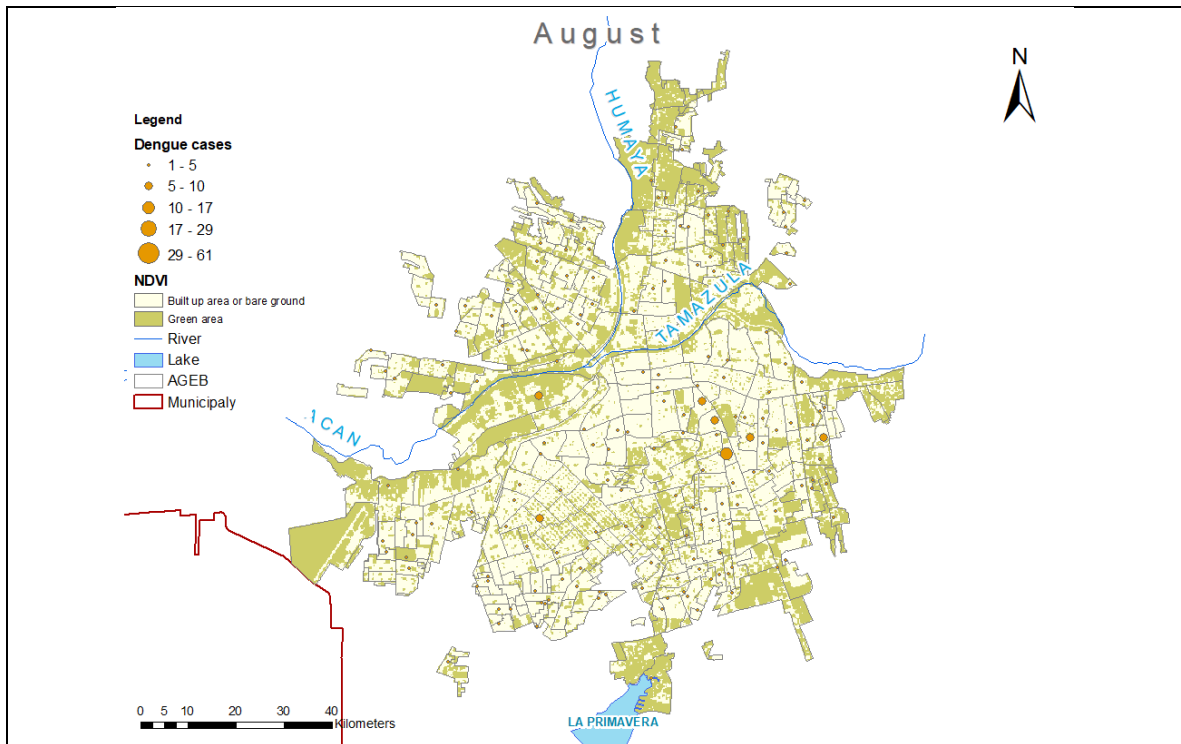 August
N
HUMAYA
Legend
Dengue cases
1 - 5
5 - 10
10 - 17
17 - 29
29 - 61
NDVI
Built up area or bare ground
Green area
River
Lake
AGEB
Municipaly
TAMAZULA
ACAN
0 5 10 20 30 40
Kilometers
LA PRIMAVERA